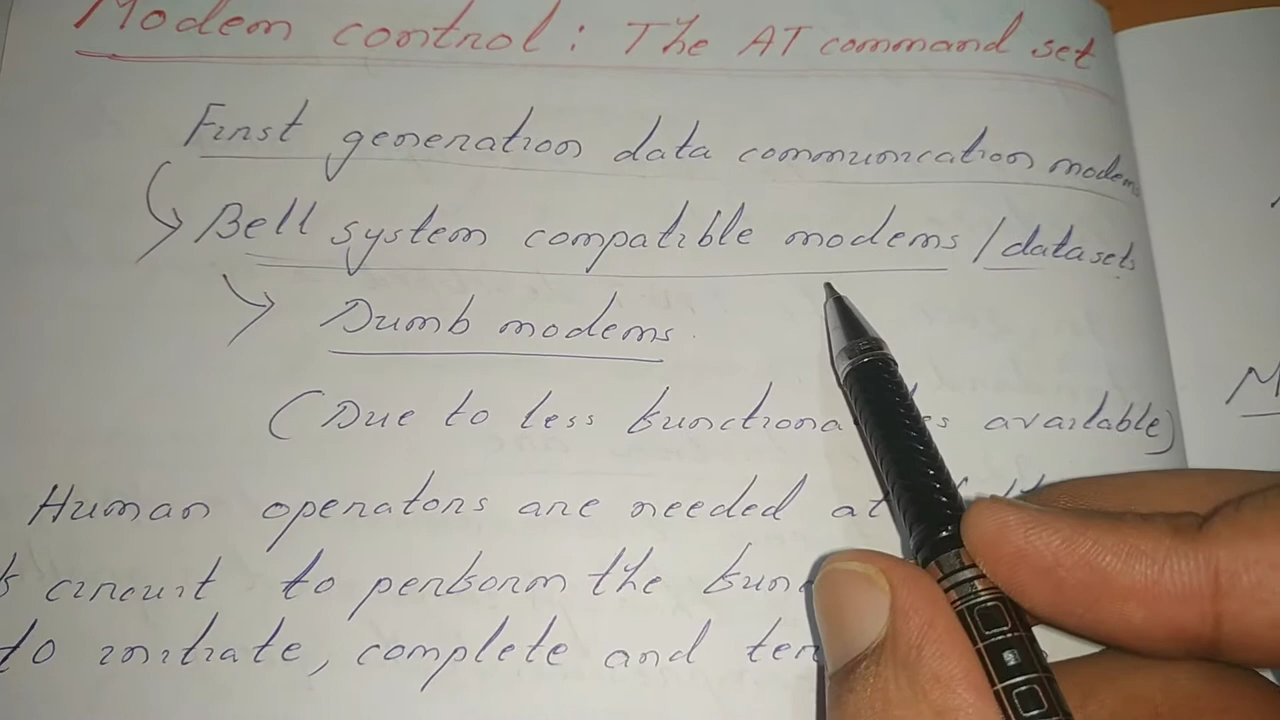 Modem control: The AT command set
First generation data communication modems
Bell system compatible modems / datasets
Dumb modems.
(Due to less available)
Human operators are needed at
circuit to perform the
to initiate, complete and
M